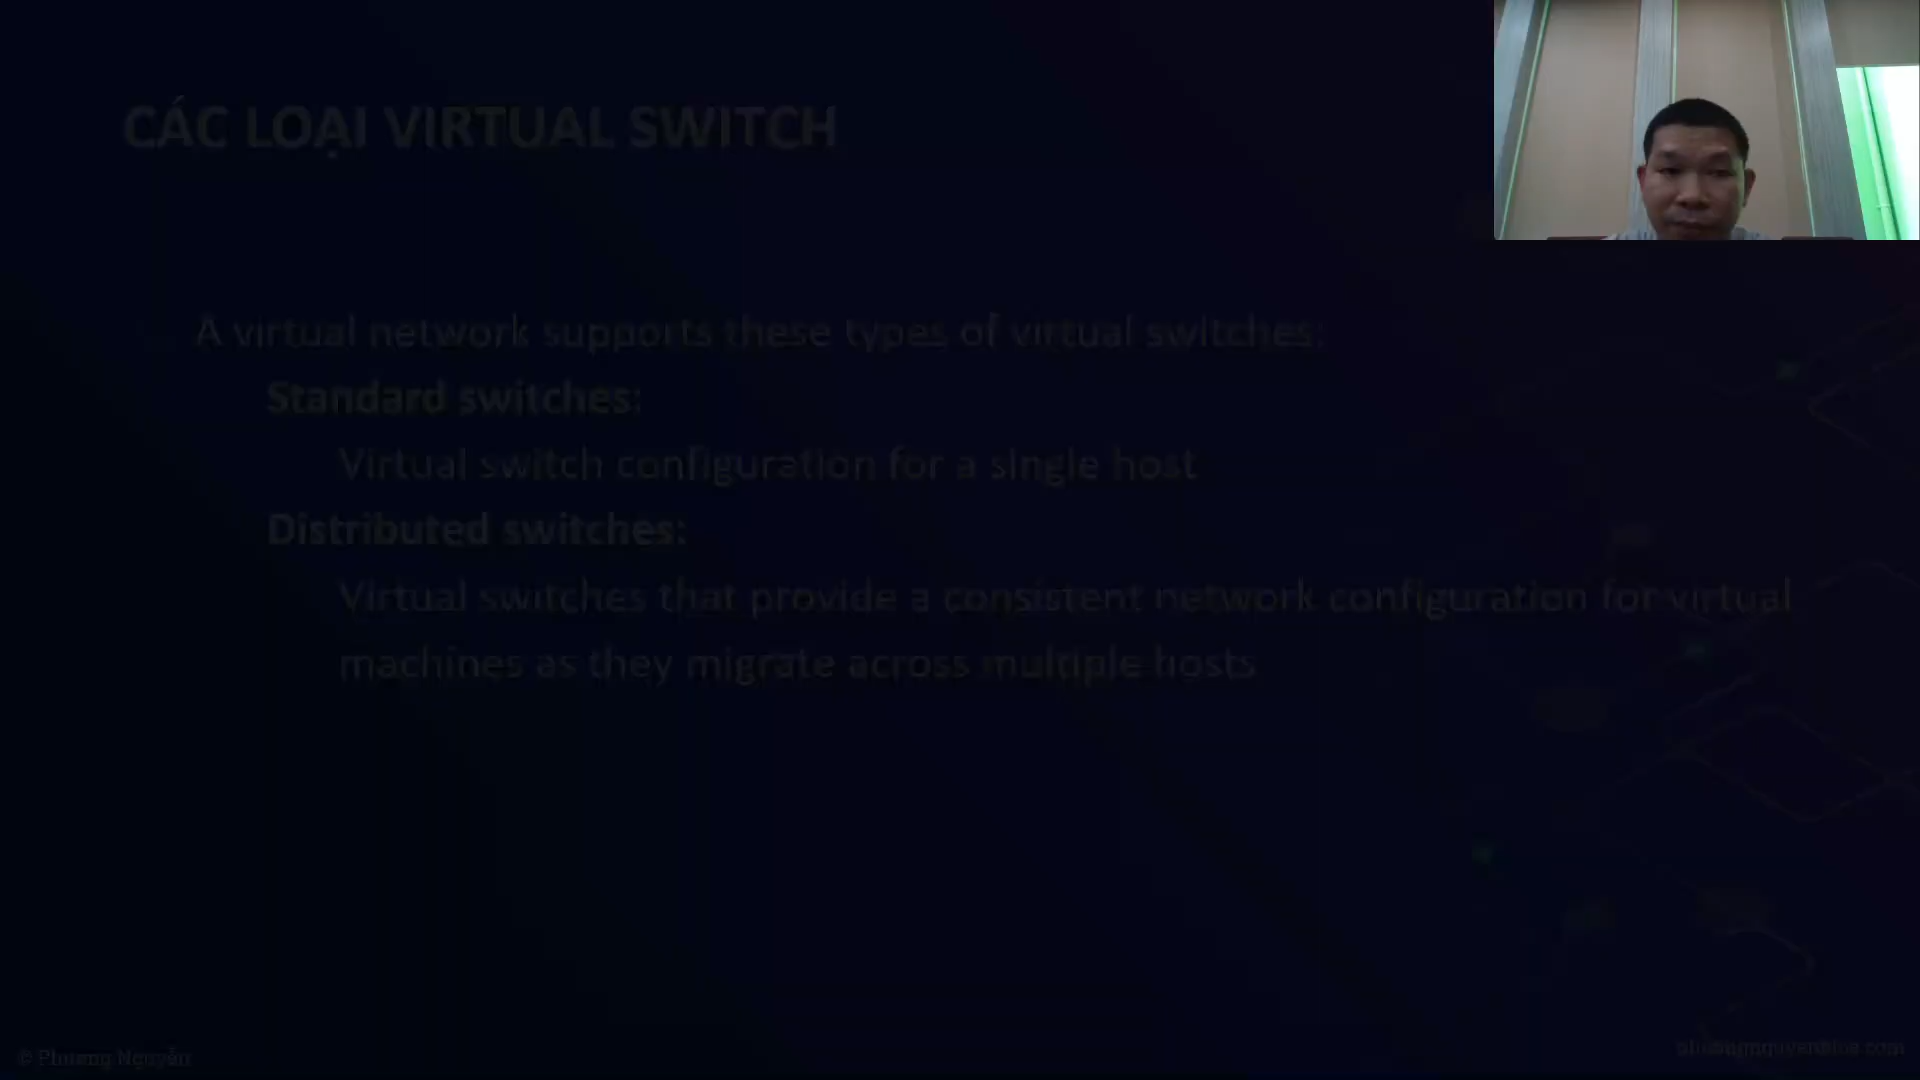 CÁC LOẠI VIRTUAL SWITCH
A virtual network supports these types of virtual switches:
Standard switches:
Virtual switch configuration for a single host
Distributed switches:
Virtual switches that provide a consistent network configuration for virtual
machines as they migrate across multiple hosts
© Phuong Nguyễn